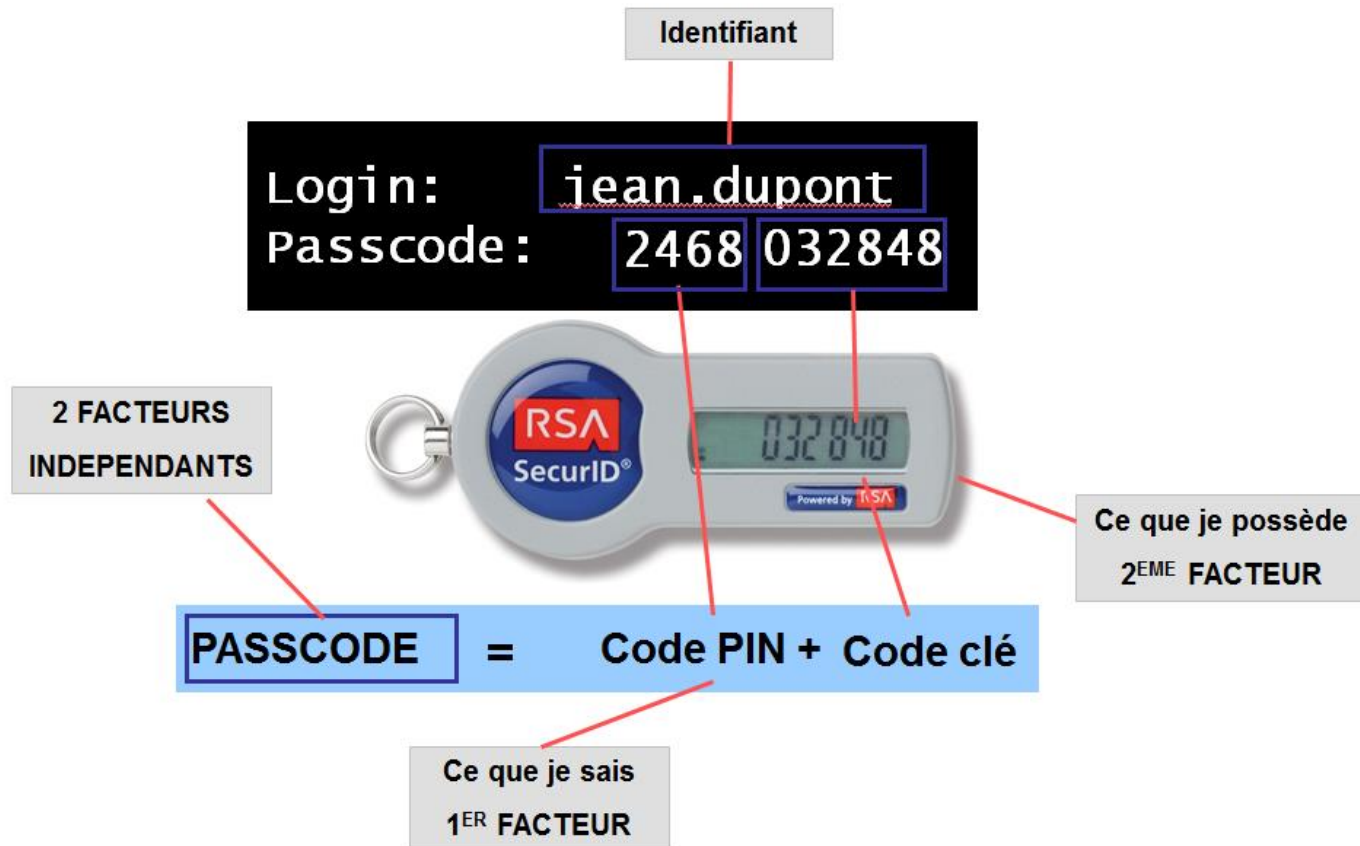 Identifiant
Login: jean.dupont
Passcode: 2468 032848
2 FACTEURS
INDEPENDANTS
RSA
SecurID®
032848
Powered by RSA
Ce que je possède
2EME FACTEUR
PASSCODE = Code PIN + Code clé
Ce que je sais
1ER FACTEUR